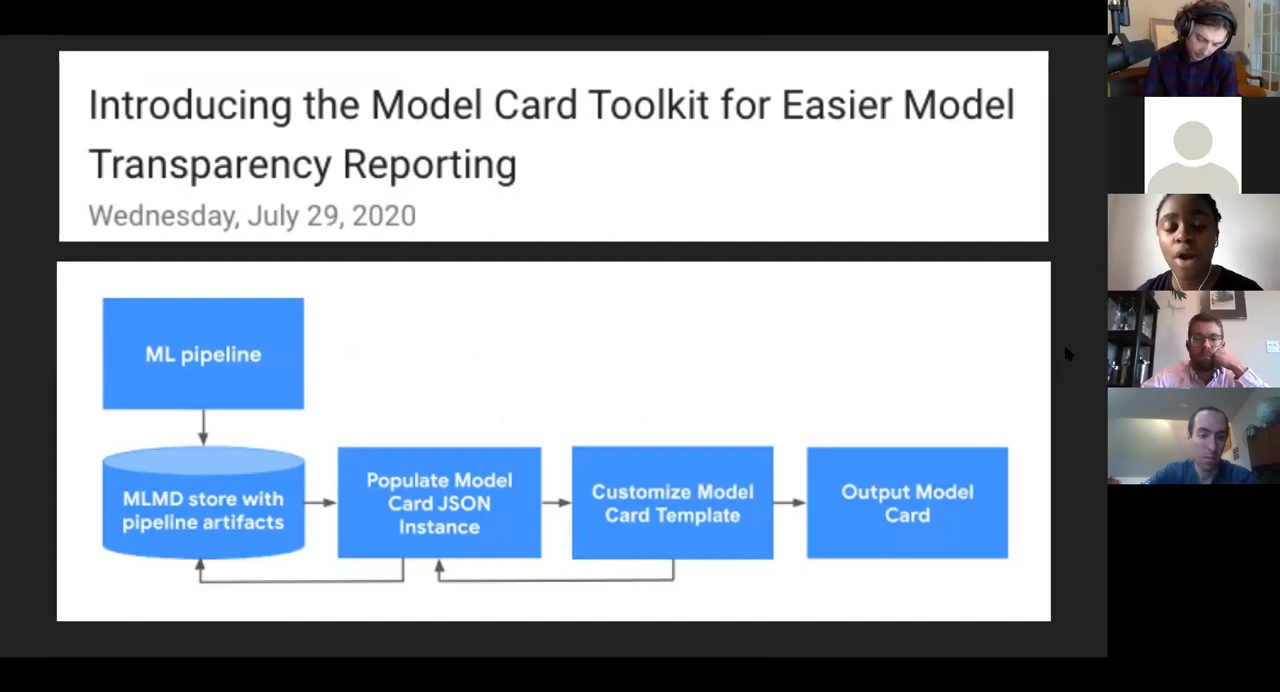 Introducing the Model Card Toolkit for Easier Model
Transparency Reporting
Wednesday, July 29, 2020
ML pipeline
MLMD store with
pipeline artifacts
Populate Model
Card JSON
Instance
Customize Model
Card Template
Output Model
Card